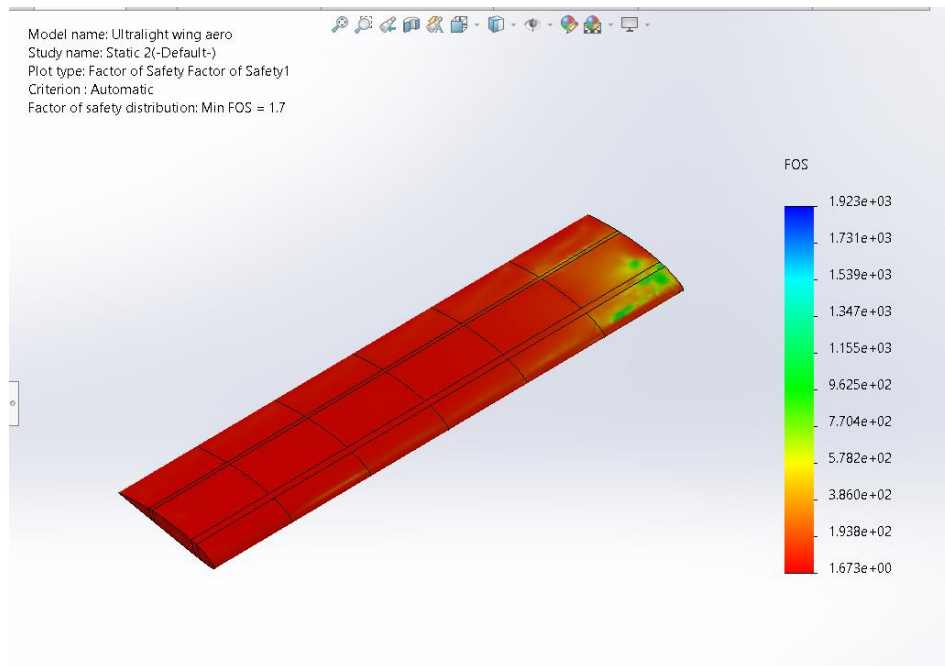 Model name: Ultralight wing aero
Study name: Static 2(-Default-)
Plot type: Factor of Safety Factor of Safety1
Criterion : Automatic
Factor of safety distribution: Min FOS = 1.7
FOS
1.923e+03
1.731e+03
1.539e+03
1.347e+03
1.155e+03
9.625e+02
7.704e+02
5.782e+02
3.860e+02
1.938e+02
1.673e+00